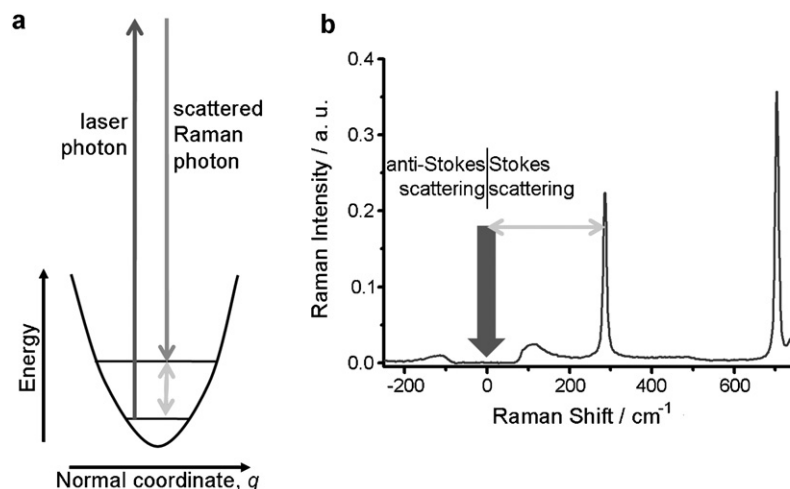 a
laser
photon
scattered
Raman
photon
Energy
Normal coordinate, q
b
Raman Intensity / a. u.
0.4
0.3
0.2
0.1
0.0
anti-Stokes
scattering
Stokes
scattering
-200
0
200
400
600
Raman Shift / cm⁻¹